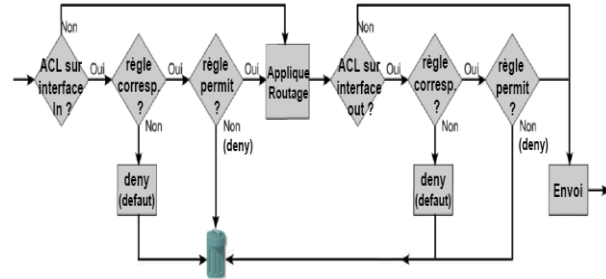 Non
Non
ACL sur
interface
In ?
Oui
règle
corresp.
?
Oui
règle
permit
?
Oui
Applique
Routage
ACL sur
interface
out ?
Oui
règle
corresp.
?
Oui
règle
permit
?
Non
Non
(deny)
Non
Non
(deny)
deny
(defaut)
deny
(defaut)
Envoi